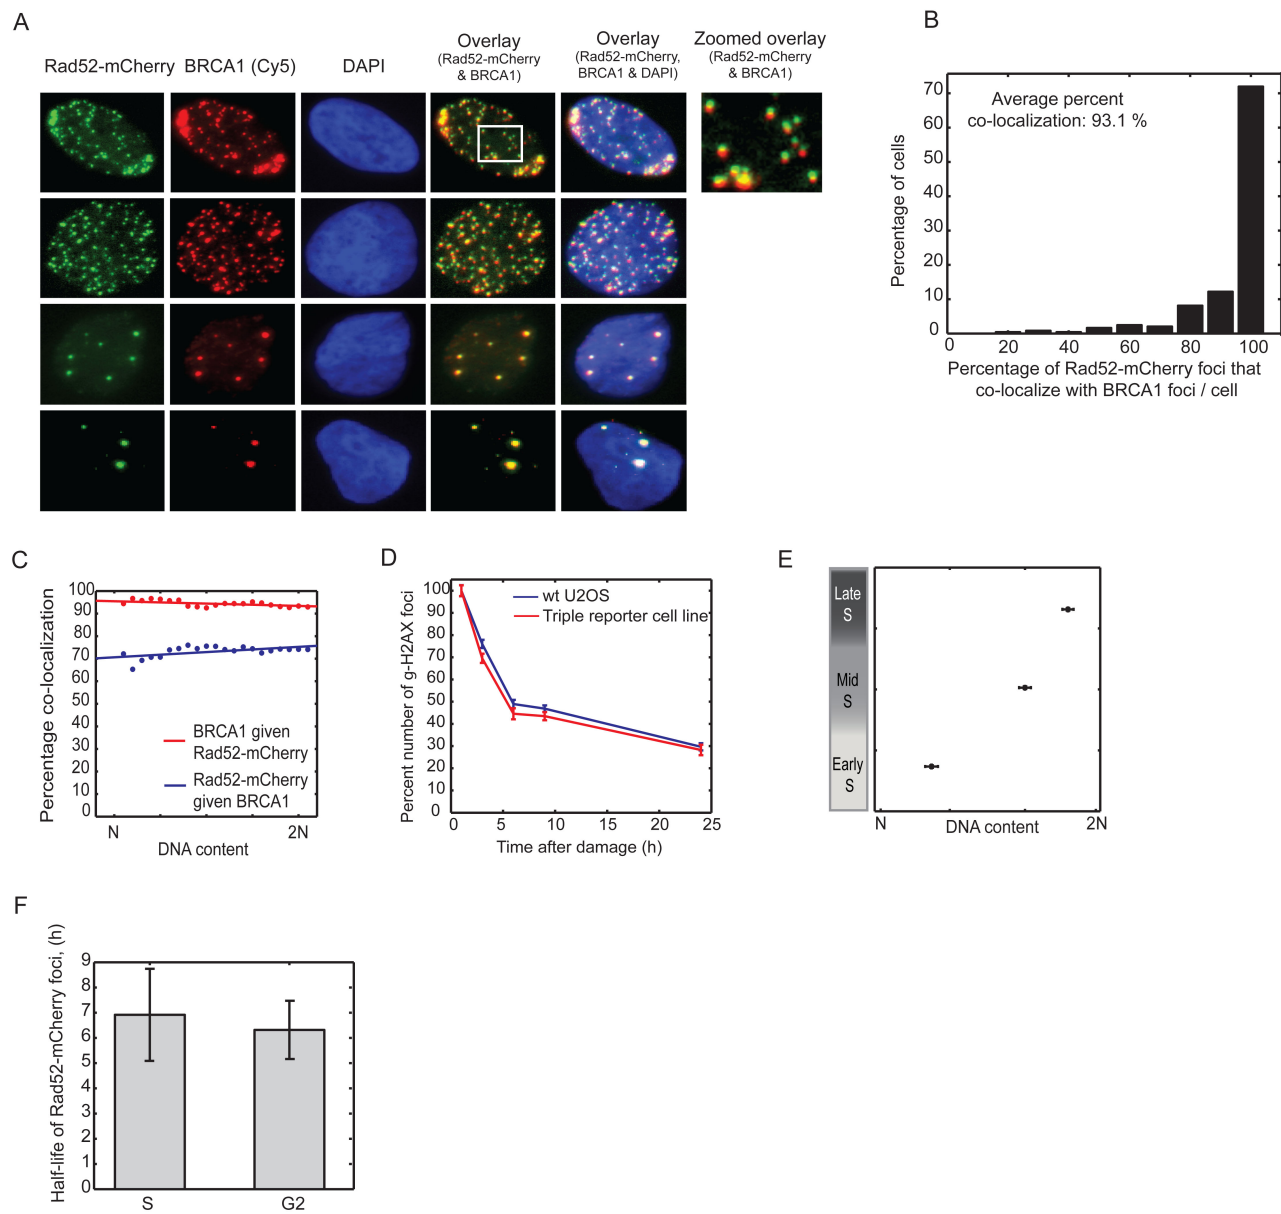 A
Rad52-mCherry
BRCA1 (Cy5)
DAPI
Overlay
(Rad52-mCherry
& BRCA1)
Overlay
(Rad52-mCherry,
BRCA1 & DAPI)
Zoomed overlay
(Rad52-mCherry
& BRCA1)
B
Average percent
co-localization: 93.1 %
Percentage of cells
70
60
50
40
30
20
10
0
0 20 40 60 80 100
Percentage of Rad52-mCherry foci that
co-localize with BRCA1 foci / cell
C
Percentage co-localization
100
90
80
70
60
50
40
30
20
10
0
BRCA1 given
Rad52-mCherry
Rad52-mCherry
given BRCA1
N 2N
DNA content
D
Percent number of g-H2AX foci
100
90
80
70
60
50
40
30
20
10
0
wt U2OS
Triple reporter cell line
0 5 10 15 20 25
Time after damage (h)
E
Late
S
Mid
S
Early
S
N 2N
DNA content
F
Half-life of Rad52-mCherry foci, (h)
9
8
7
6
5
4
3
2
1
0
S G2